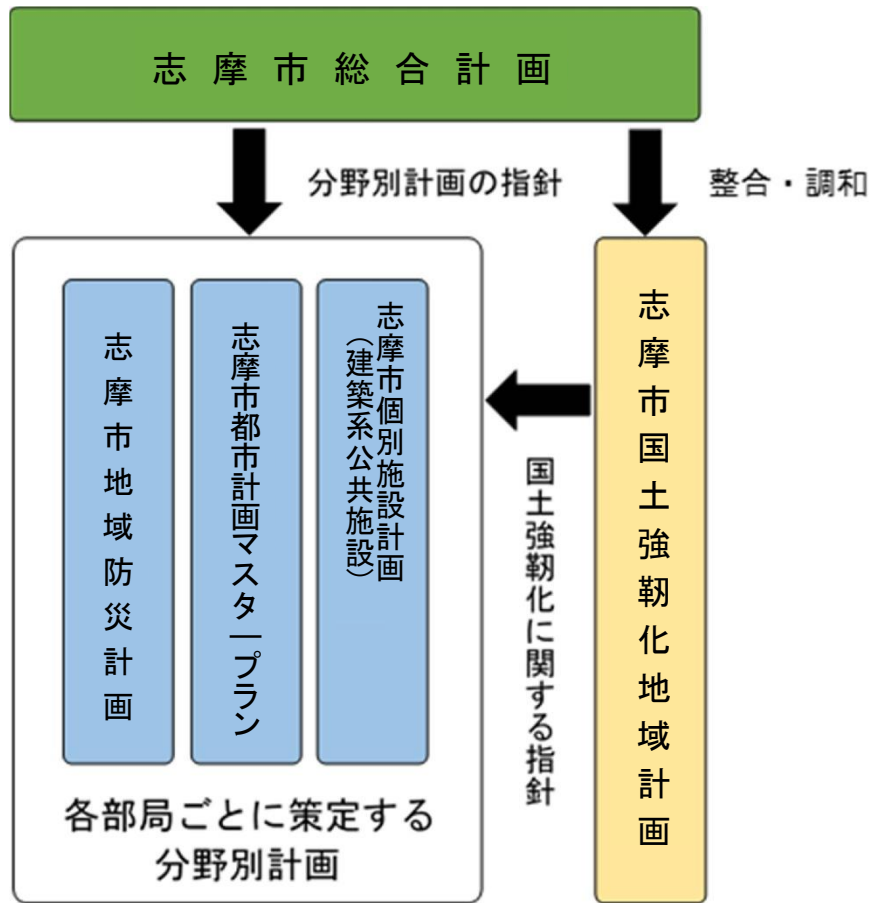 志摩市総合計画
分野別計画の指針
整合・調和
志摩市地域防災計画
志摩市都市計画マスタープラン
志摩市個別施設計画
（建築系公共施設）
国土強靭化に関する指針
志摩市国土強靭化地域計画
各部局ごとに策定する
分野別計画